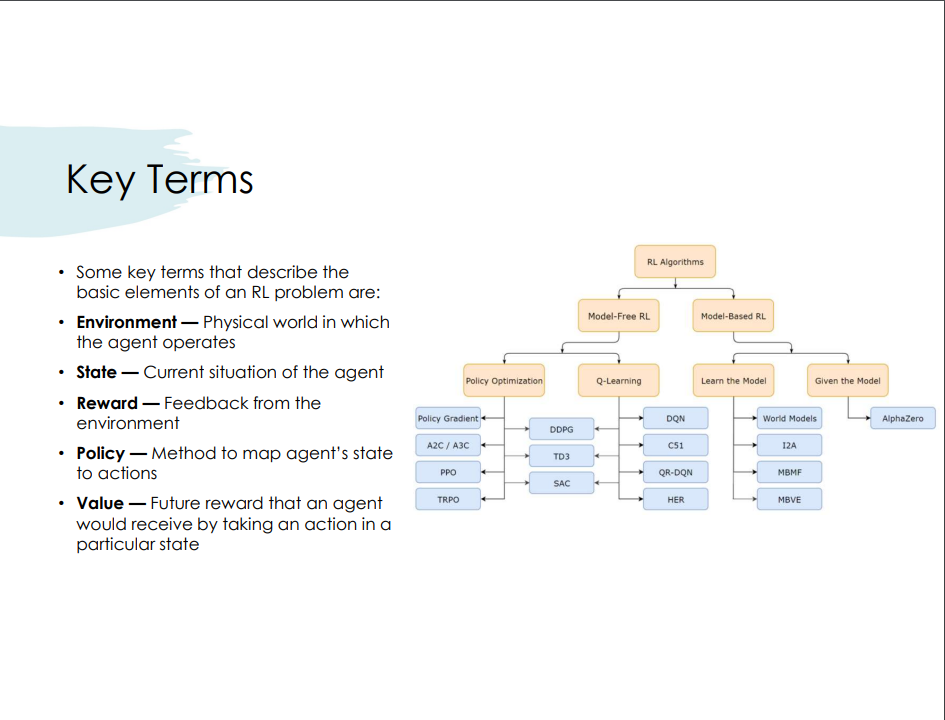 Key Terms
• Some key terms that describe the
basic elements of an RL problem are:
• Environment — Physical world in which
the agent operates
• State — Current situation of the agent
• Reward — Feedback from the
environment
• Policy — Method to map agent’s state
to actions
• Value — Future reward that an agent
would receive by taking an action in a
particular state
RL Algorithms
Model-Free RL
Model-Based RL
Policy Optimization
Q-Learning
Learn the Model
Given the Model
Policy Gradient
A2C / A3C
PPO
TRPO
DDPG
TD3
SAC
DQN
C51
QR-DQN
HER
World Models
I2A
MBMF
MBVE
AlphaZero